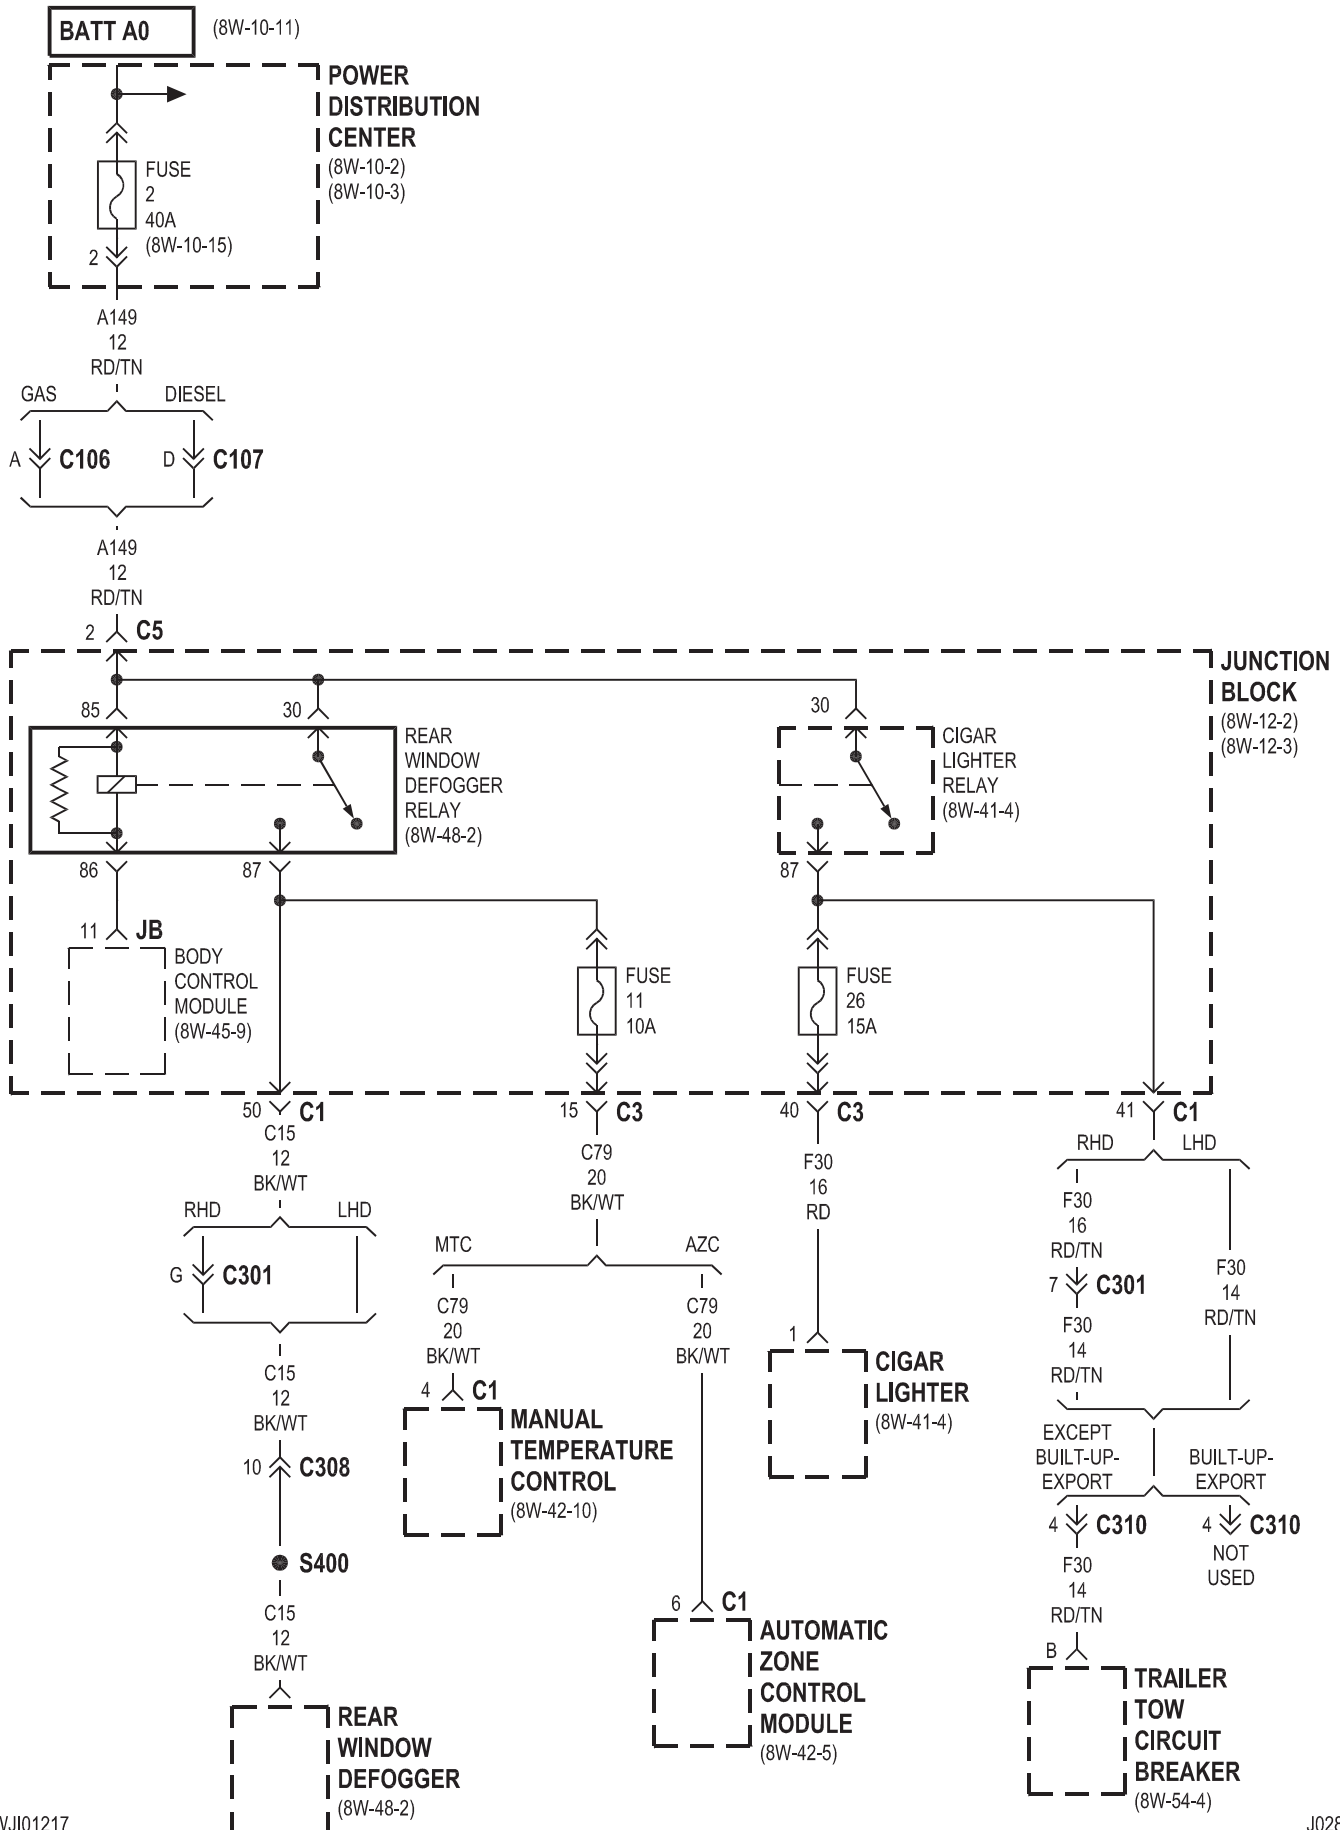 BATT A0
(8W-10-11)
POWER
DISTRIBUTION
CENTER
(8W-10-2)
(8W-10-3)
FUSE
2
40A
(8W-10-15)
2
A149
12
RD/TN
GAS
DIESEL
A
C106
D
C107
A149
12
RD/TN
2
C5
JUNCTION
BLOCK
(8W-12-2)
(8W-12-3)
85
30
REAR
WINDOW
DEFOGGER
RELAY
(8W-48-2)
30
CIGAR
LIGHTER
RELAY
(8W-41-4)
86
87
87
11
JB
BODY
CONTROL
MODULE
(8W-45-9)
FUSE
11
10A
FUSE
26
15A
50
C1
15
C3
40
C3
41
C1
C15
12
BK/WT
RHD
LHD
G
C301
C15
12
BK/WT
10
C308
S400
C15
12
BK/WT
REAR
WINDOW
DEFOGGER
(8W-48-2)
C79
20
BK/WT
MTC
AZC
C79
20
BK/WT
4
C1
MANUAL
TEMPERATURE
CONTROL
(8W-42-10)
C79
20
BK/WT
6
C1
AUTOMATIC
ZONE
CONTROL
MODULE
(8W-42-5)
F30
16
RD
1
CIGAR
LIGHTER
(8W-41-4)
RHD
LHD
F30
16
RD/TN
7
C301
F30
14
RD/TN
F30
14
RD/TN
EXCEPT
BUILT-UP-
EXPORT
BUILT-UP-
EXPORT
4
C310
4
C310
NOT
USED
F30
14
RD/TN
B
TRAILER
TOW
CIRCUIT
BREAKER
(8W-54-4)
WJI01217
J028